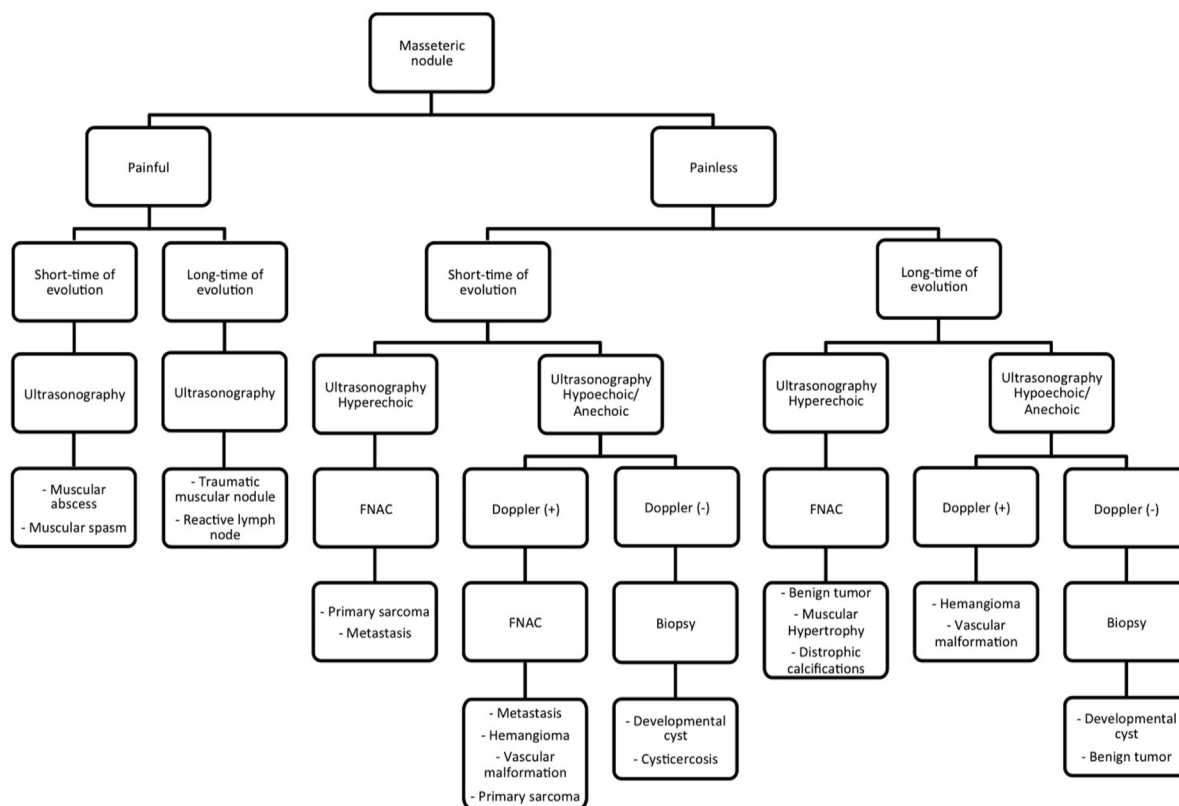 Masseteric
nodule
Painful
Painless
Short-time of
evolution
Long-time of
evolution
Short-time of
evolution
Long-time of
evolution
Ultrasonography
Ultrasonography
Ultrasonography
Hyperechoic
Ultrasonography
Hypoechoic/
Anechoic
Ultrasonography
Hyperechoic
Ultrasonography
Hypoechoic/
Anechoic
- Muscular
abscess
- Muscular spasm
- Traumatic
muscular nodule
- Reactive lymph
node
FNAC
Doppler (+)
Doppler (-)
FNAC
Doppler (+)
Doppler (-)
- Primary sarcoma
- Metastasis
FNAC
Biopsy
- Benign tumor
- Muscular
Hypertrophy
- Distrophic
calcifications
- Hemangioma
- Vascular
malformation
Biopsy
- Metastasis
- Hemangioma
- Vascular
malformation
- Primary sarcoma
- Developmental
cyst
- Cysticercosis
- Developmental
cyst
- Benign tumor